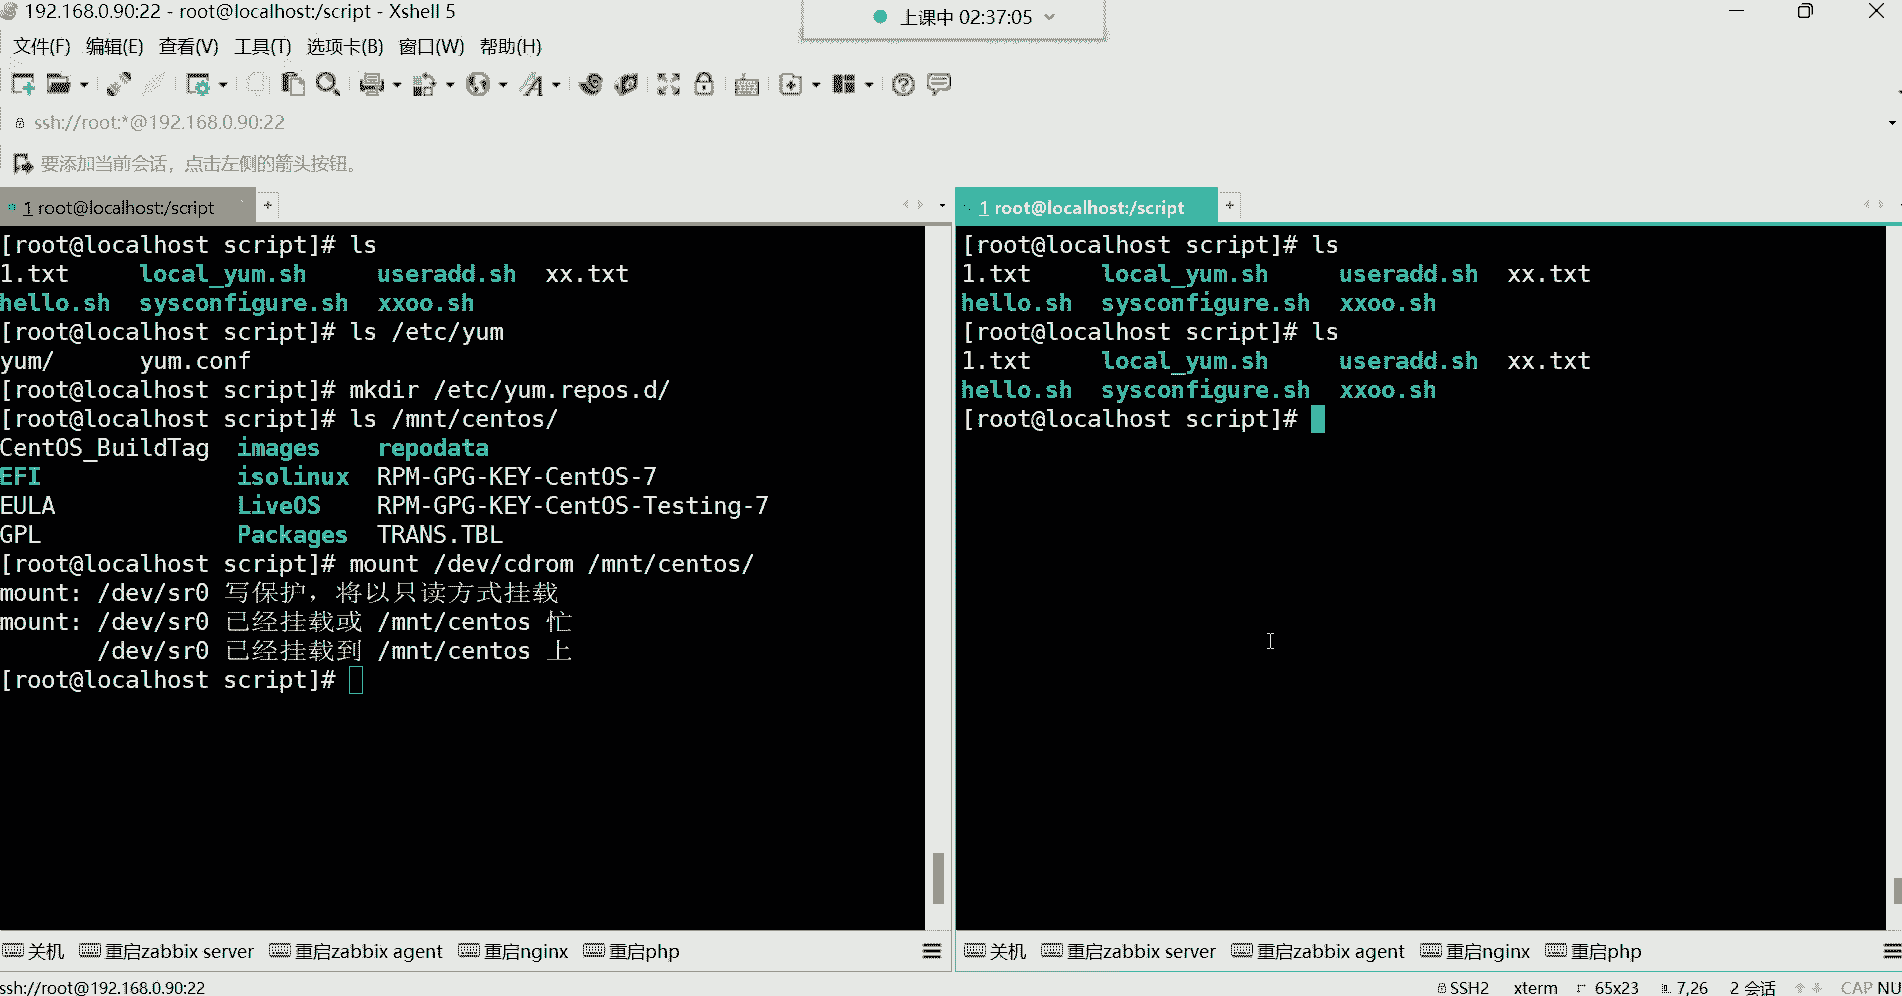 192.168.0.90:22 - root@localhost:/script - Xshell 5
上课中 02:37:05
文件(F) 编辑(E) 查看(V) 工具(T) 选项卡(B) 窗口(W) 帮助(H)
ssh://root:*@192.168.0.90:22
要添加当前会话，点击左侧的箭头按钮。
1 root@localhost:/script +
[root@localhost script]# ls
1.txt local_yum.sh useradd.sh xx.txt
hello.sh sysconfigure.sh xxoo.sh
[root@localhost script]# ls /etc/yum
yum/ yum.conf
[root@localhost script]# mkdir /etc/yum.repos.d/
[root@localhost script]# ls /mnt/centos/
CentOS_BuildTag images repodata
EFI isolinux RPM-GPG-KEY-CentOS-7
EULA LiveOS RPM-GPG-KEY-CentOS-Testing-7
GPL Packages TRANS.TBL
[root@localhost script]# mount /dev/cdrom /mnt/centos/
mount: /dev/sr0 写保护，将以只读方式挂载
mount: /dev/sr0 已经挂载或 /mnt/centos 忙
/dev/sr0 已经挂载到 /mnt/centos 上
[root@localhost script]#
关机 重启zabbix server 重启zabbix agent 重启nginx 重启php
1 root@localhost:/script +
[root@localhost script]# ls
1.txt local_yum.sh useradd.sh xx.txt
hello.sh sysconfigure.sh xxoo.sh
[root@localhost script]# ls
1.txt local_yum.sh useradd.sh xx.txt
hello.sh sysconfigure.sh xxoo.sh
[root@localhost script]#
关机 重启zabbix server 重启zabbix agent 重启nginx 重启php
ssh://root@192.168.0.90:22
SSH2 xterm 65x23 7,26 2 会话 CAP NU